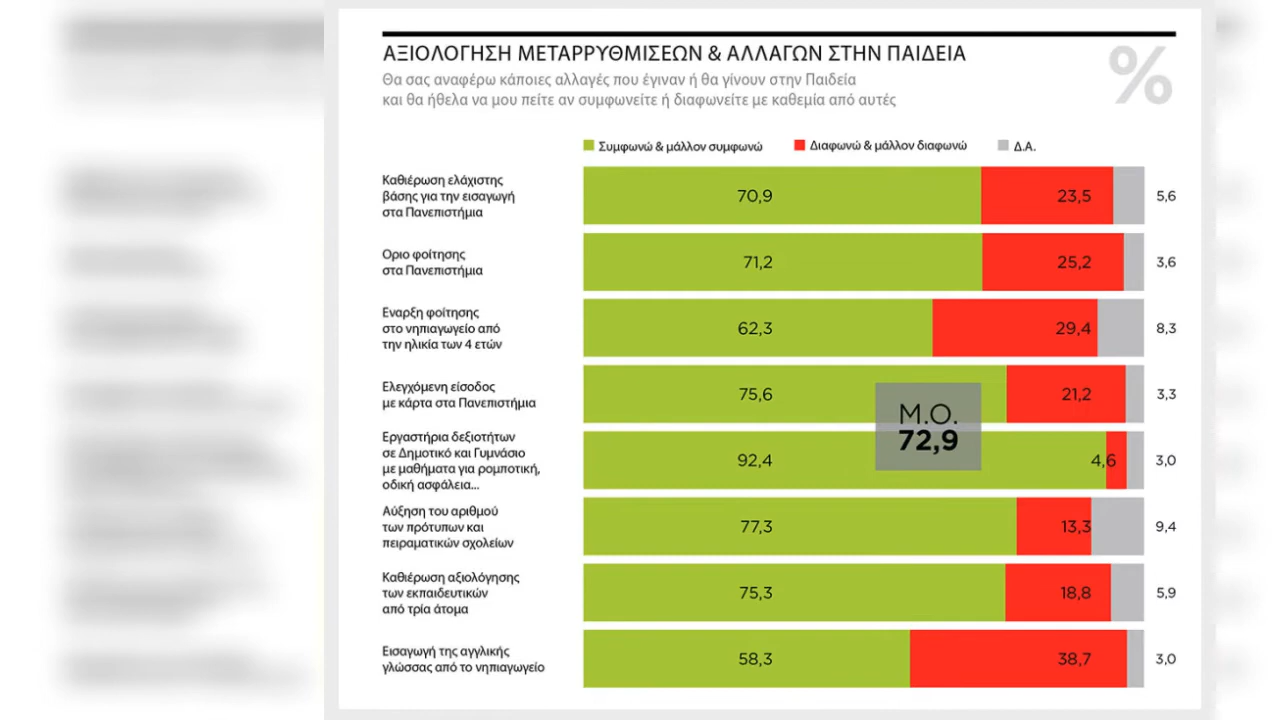 ΑΞΙΟΛΟΓΗΣΗ ΜΕΤΑΡΡΥΘΜΙΣΕΩΝ & ΑΛΛΑΓΩΝ ΣΤΗΝ ΠΑΙΔΕΙΑ
%
Θα σας αναφέρω κάποιες αλλαγές που έγιναν ή θα γίνουν στην Παιδεία
και θα ήθελα να μου πείτε αν συμφωνείτε ή διαφωνείτε με καθεμία από αυτές
Συμφωνώ & μάλλον συμφωνώ Διαφωνώ & μάλλον διαφωνώ Δ.Α.
Καθιέρωση ελάχιστης
βάσης για την εισαγωγή
στα Πανεπιστήμια
70,9 23,5 5,6
Οριο φοίτησης
στα Πανεπιστήμια
71,2 25,2 3,6
Εναρξη φοίτησης
στο νηπιαγωγείο από
την ηλικία των 4 ετών
62,3 29,4 8,3
Ελεγχόμενη είσοδος
με κάρτα στα Πανεπιστήμια
75,6 21,2 3,3
Μ.Ο.
72,9
Εργαστήρια δεξιοτήτων
σε Δημοτικό και Γυμνάσιο
με μαθήματα για ρομποτική,
οδική ασφάλεια...
92,4 4,6 3,0
Αύξηση του αριθμού
των πρότυπων και
πειραματικών σχολείων
77,3 13,3 9,4
Καθιέρωση αξιολόγησης
των εκπαιδευτικών
από τρία άτομα
75,3 18,8 5,9
Εισαγωγή της αγγλικής
γλώσσας από το νηπιαγωγείο
58,3 38,7 3,0